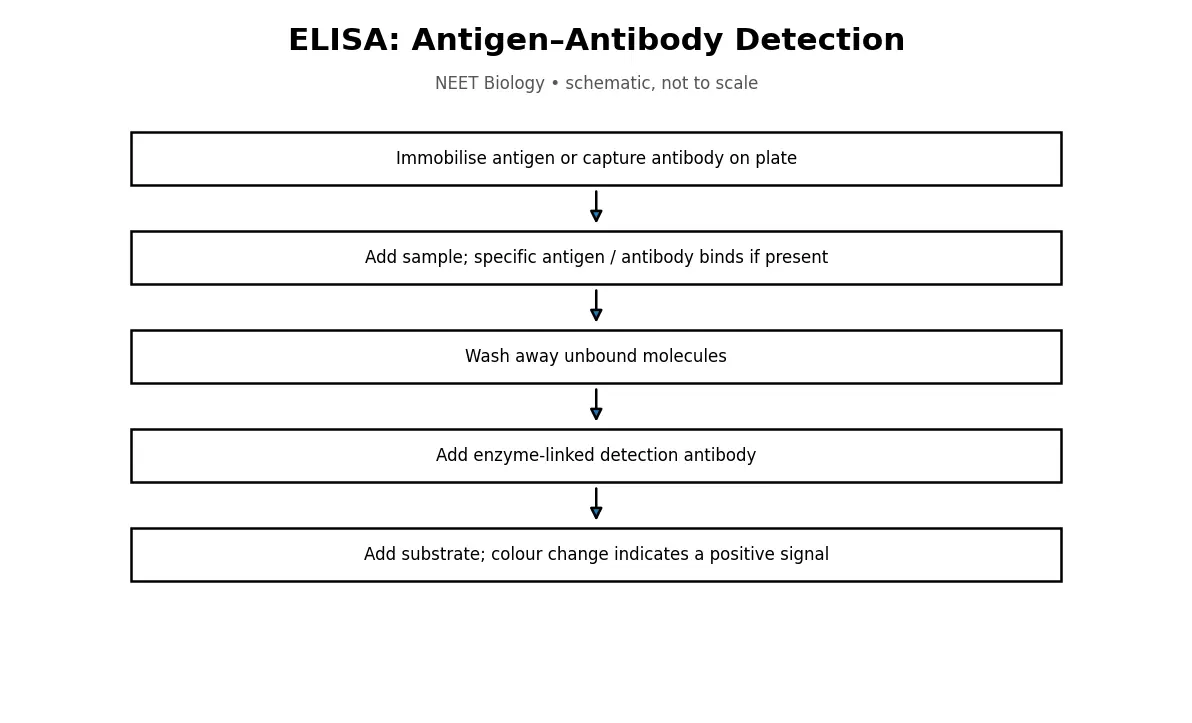 ELISA: Antigen–Antibody Detection
NEET Biology • schematic, not to scale
Immobilise antigen or capture antibody on plate
Add sample; specific antigen / antibody binds if present
Wash away unbound molecules
Add enzyme-linked detection antibody
Add substrate; colour change indicates a positive signal